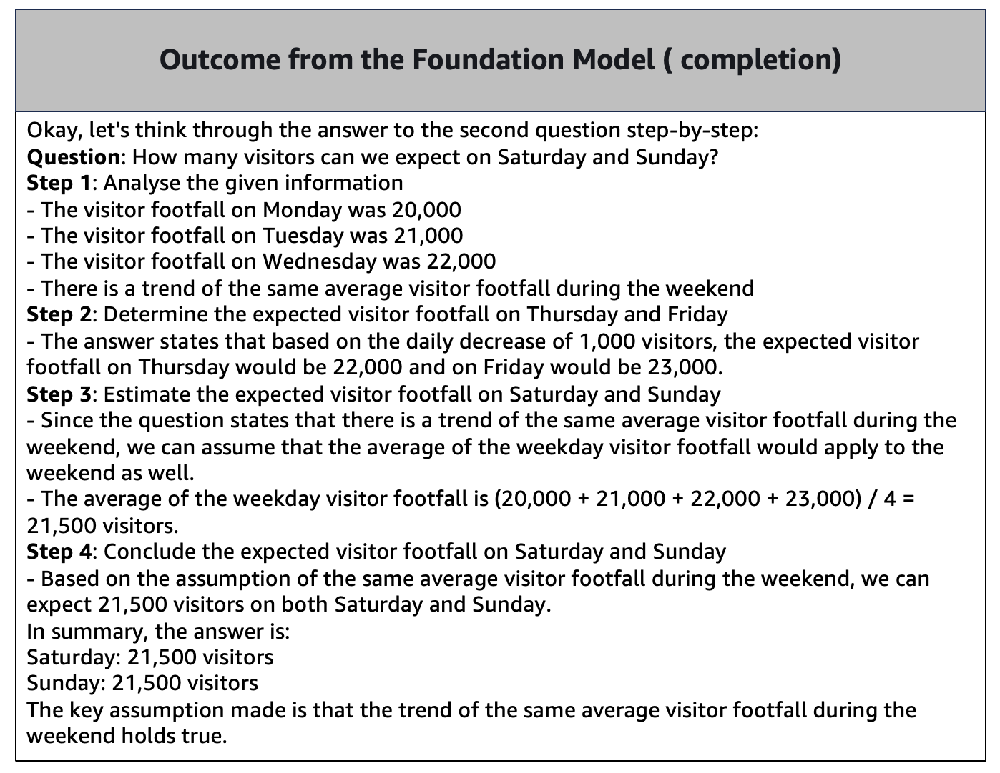 Outcome from the Foundation Model ( completion)
Okay, let's think through the answer to the second question step-by-step:
Question: How many visitors can we expect on Saturday and Sunday?
Step 1: Analyse the given information
- The visitor footfall on Monday was 20,000
- The visitor footfall on Tuesday was 21,000
- The visitor footfall on Wednesday was 22,000
- There is a trend of the same average visitor footfall during the weekend
Step 2: Determine the expected visitor footfall on Thursday and Friday
- The answer states that based on the daily decrease of 1,000 visitors, the expected visitor
footfall on Thursday would be 22,000 and on Friday would be 23,000.
Step 3: Estimate the expected visitor footfall on Saturday and Sunday
- Since the question states that there is a trend of the same average visitor footfall during the
weekend, we can assume that the average of the weekday visitor footfall would apply to the
weekend as well.
- The average of the weekday visitor footfall is (20,000 + 21,000 + 22,000 + 23,000) / 4 =
21,500 visitors.
Step 4: Conclude the expected visitor footfall on Saturday and Sunday
- Based on the assumption of the same average visitor footfall during the weekend, we can
expect 21,500 visitors on both Saturday and Sunday.
In summary, the answer is:
Saturday: 21,500 visitors
Sunday: 21,500 visitors
The key assumption made is that the trend of the same average visitor footfall during the
weekend holds true.